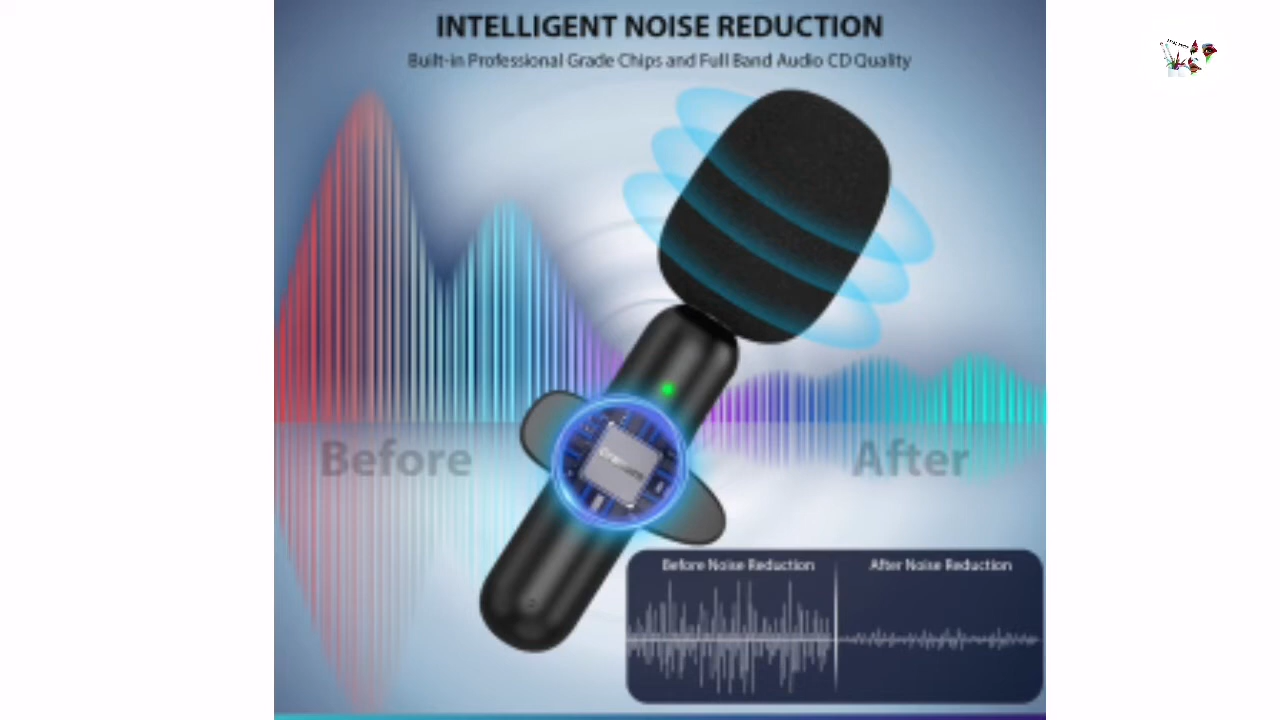 INTELLIGENT NOISE REDUCTION
Built-in Professional Grade Chips and Full Band Audio CD Quality
Before
After
Before Noise Reduction
After Noise Reduction